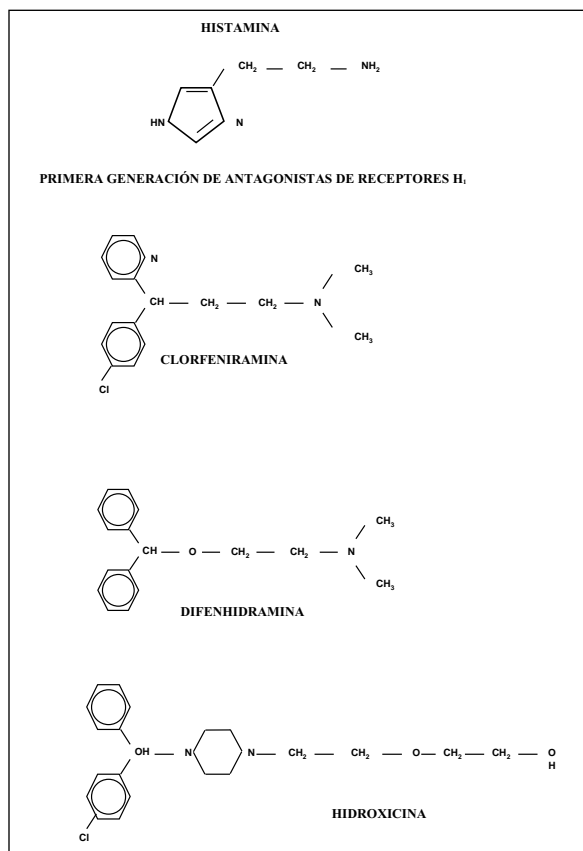 HISTAMINA
CH₂ CH₂ NH₂
HN N
PRIMERA GENERACIÓN DE ANTAGONISTAS DE RECEPTORES H₁
N
CH₃
CH CH₂ CH₂ N
CH₃
CLORFENIRAMINA
Cl
CH₃
CH O CH₂ CH₂ N
CH₃
DIFENHIDRAMINA
OH N N CH₂ CH₂ O CH₂ CH₂ O
H
HIDROXICINA
Cl